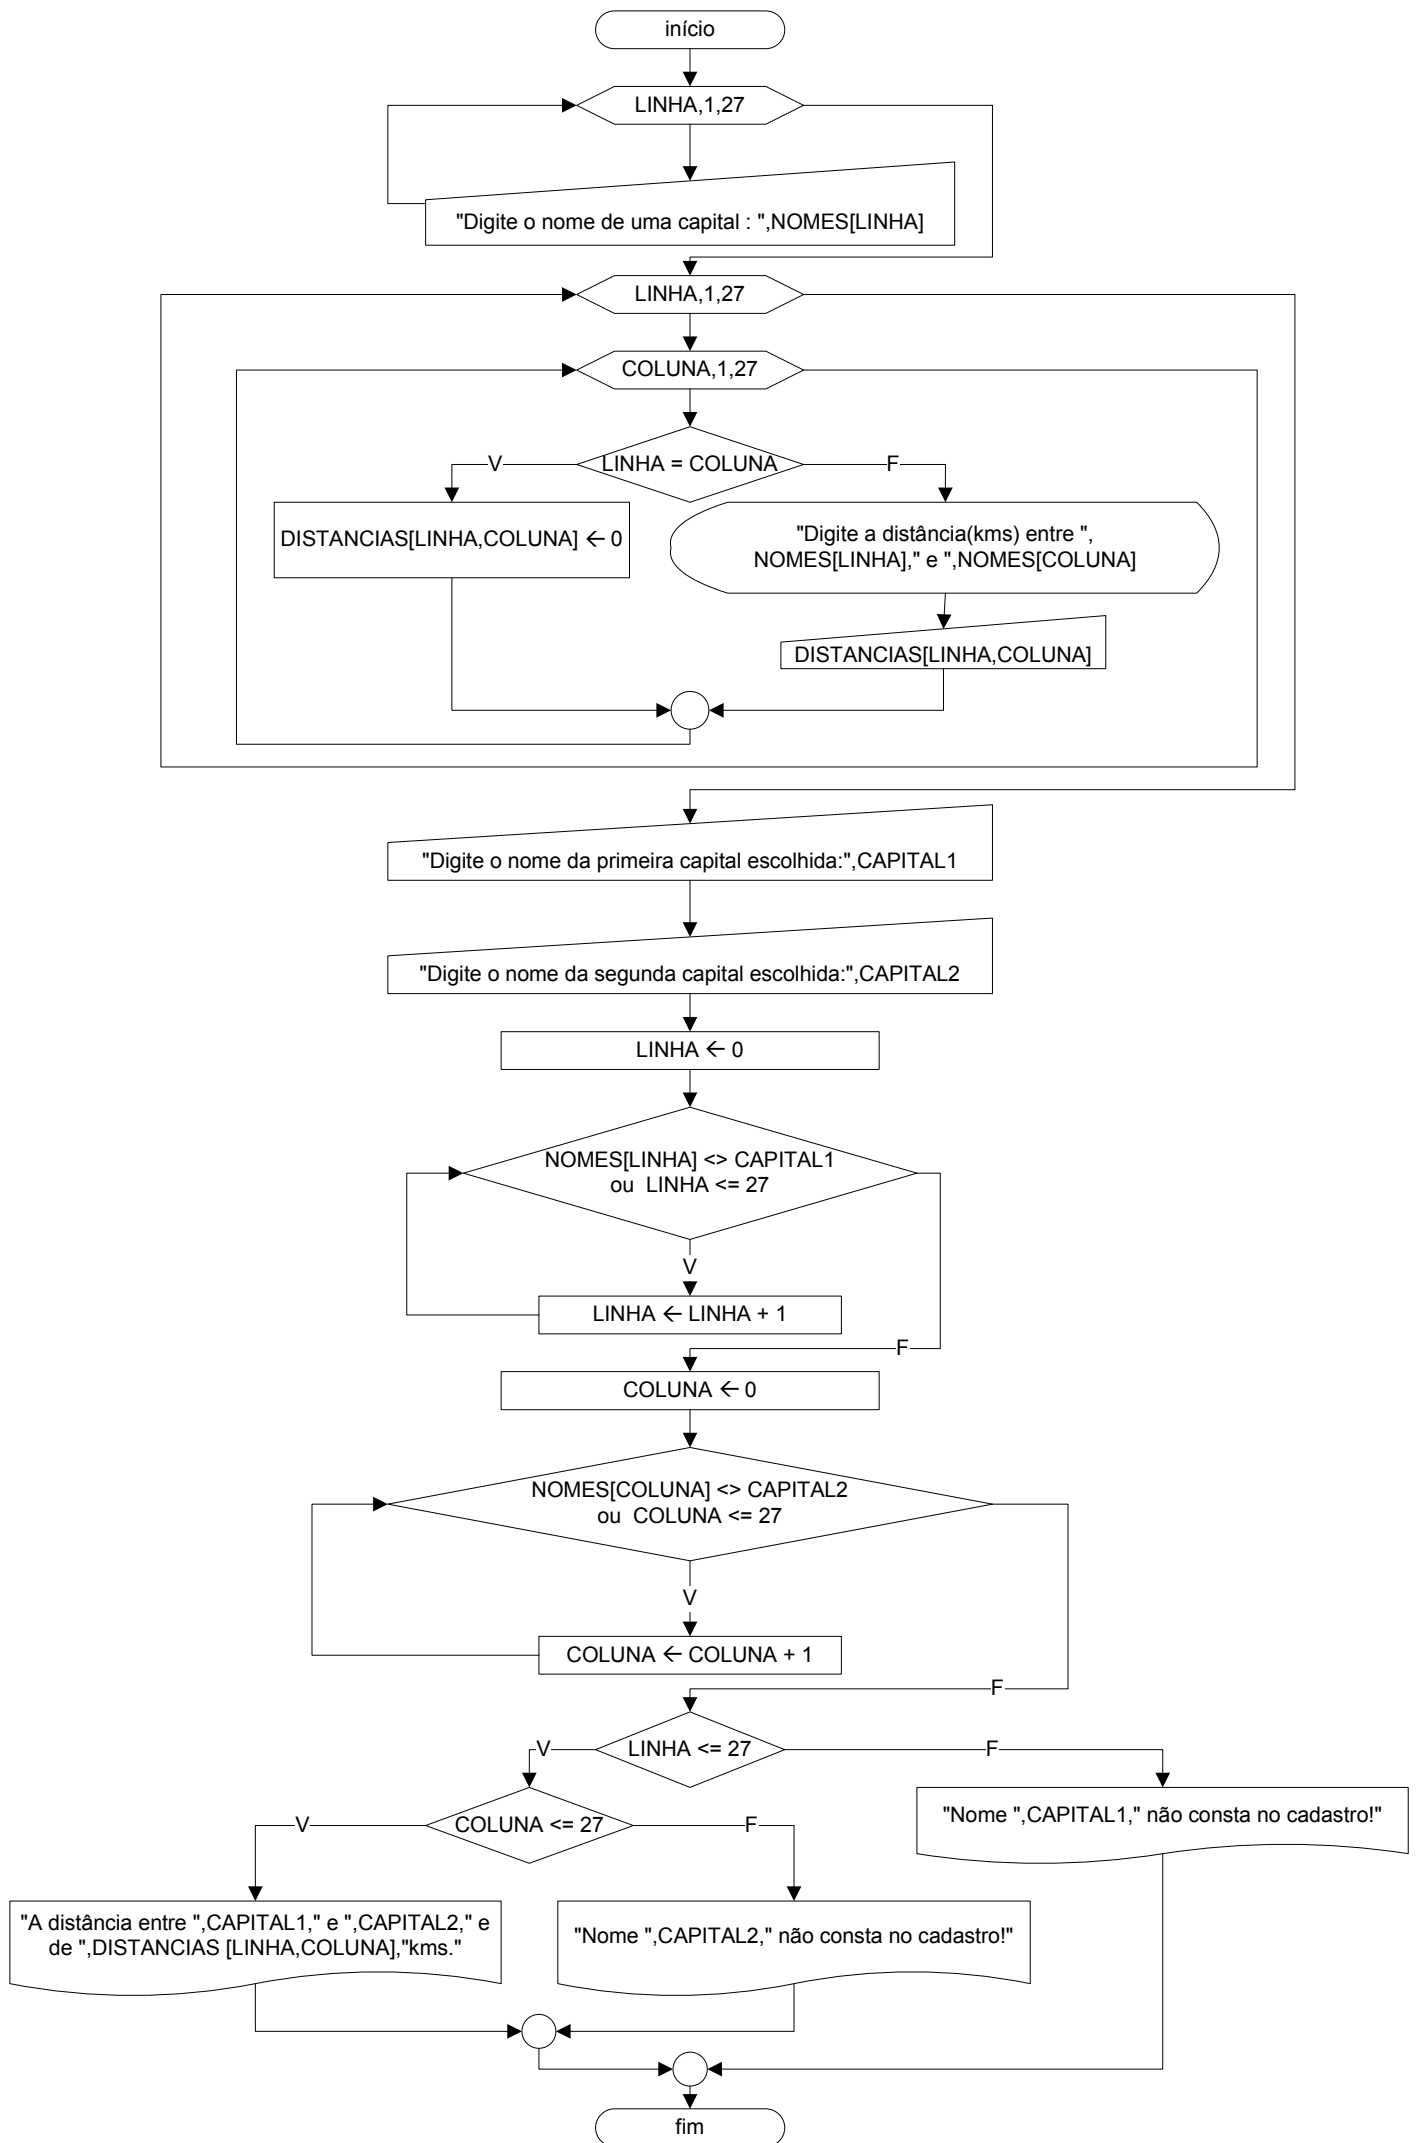 início
LINHA,1,27
"Digite o nome de uma capital : ",NOMES[LINHA]
LINHA,1,27
COLUNA,1,27
V
LINHA = COLUNA
F
DISTANCIAS[LINHA,COLUNA] ← 0
"Digite a distância(kms) entre ",
NOMES[LINHA]," e ",NOMES[COLUNA]
DISTANCIAS[LINHA,COLUNA]
"Digite o nome da primeira capital escolhida:",CAPITAL1
"Digite o nome da segunda capital escolhida:",CAPITAL2
LINHA ← 0
NOMES[LINHA] <> CAPITAL1
ou LINHA <= 27
V
LINHA ← LINHA + 1
F
COLUNA ← 0
NOMES[COLUNA] <> CAPITAL2
ou COLUNA <= 27
V
COLUNA ← COLUNA + 1
F
V
LINHA <= 27
F
"Nome ",CAPITAL1," não consta no cadastro!"
V
COLUNA <= 27
F
"A distância entre ",CAPITAL1," e ",CAPITAL2," e
de ",DISTANCIAS [LINHA,COLUNA],"kms."
"Nome ",CAPITAL2," não consta no cadastro!"
fim